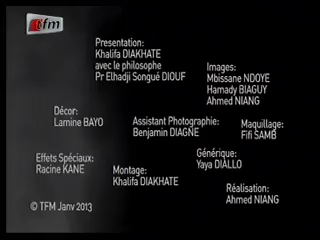 tfm
Presentation:
Khalifa DIAKHATE
avec le philosophe
Pr Elhadji Songué DIOUF
Images:
Mbissane NDOYE
Hamady BIAGUY
Ahmed NIANG
Décor:
Lamine BAYO
Assistant Photographie:
Benjamin DIAGNE
Maquillage:
Fifi SAMB
Effets Spéciaux:
Racine KANE
Montage:
Khalifa DIAKHATE
Générique:
Yaya DIALLO
Réalisation:
Ahmed NIANG
© TFM Janv 2013